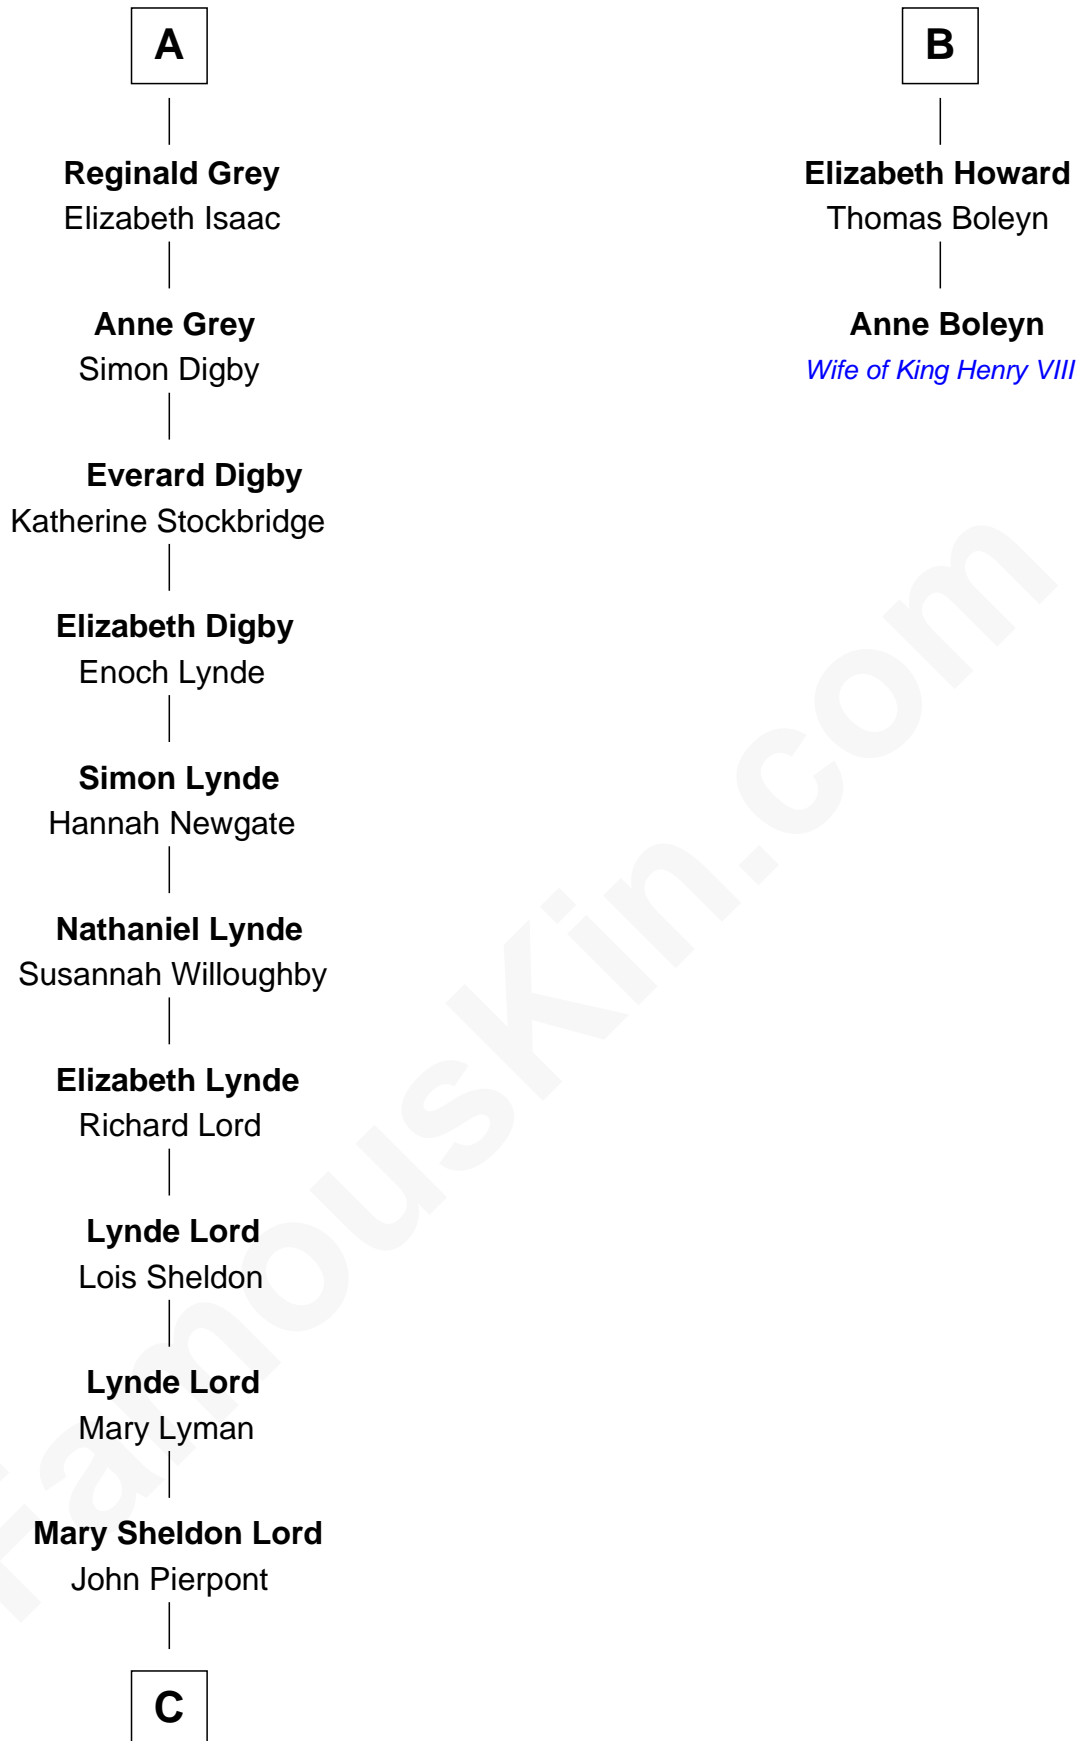 A
Reginald Grey
Elizabeth Isaac
Anne Grey
Simon Digby
Everard Digby
Katherine Stockbridge
Elizabeth Digby
Enoch Lynde
Simon Lynde
Hannah Newgate
Nathaniel Lynde
Susannah Willoughby
Elizabeth Lynde
Richard Lord
Lynde Lord
Lois Sheldon
Lynde Lord
Mary Lyman
Mary Sheldon Lord
John Pierpont
C
B
Elizabeth Howard
Thomas Boleyn
Anne Boleyn
Wife of King Henry VIII
FamousKin.com